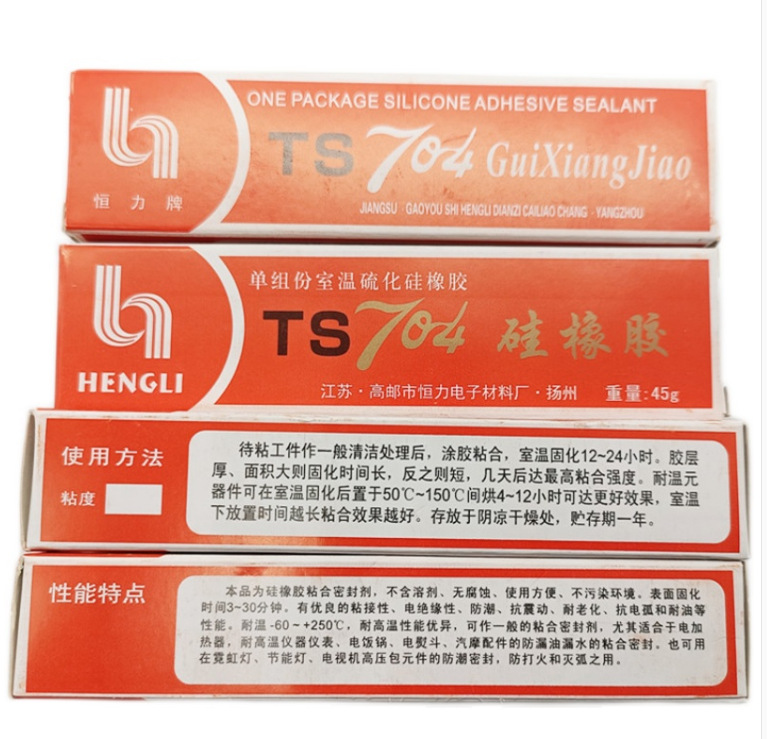 ONE PACKAGE SILICONE ADHESIVE SEALANT
TS 704 GuiXiangJiao
恒力牌
JIANGSU · GAOYOU SHI HENGLI DIANZI CAILIAO CHANG · YANGZHOU
单组份室温硫化硅橡胶
TS 704 硅橡胶
HENGLI
江苏·高邮市恒力电子材料厂·扬州 重量:45g
使用方法
粘度
待粘工件作一般清洁处理后，涂胶粘合，室温固化12~24小时。胶层
厚、面积大则固化时间长，反之则短，几天后达最高粘合强度。耐温元
器件可在室温固化后置于50℃~150℃间烘4~12小时可达更好效果，室温
下放置时间越长粘合效果越好。存放于阴凉干燥处，贮存期一年。
性能特点
本品为硅橡胶粘合密封剂，不含溶剂、无腐蚀、使用方便、不污染环境。表面固化
时间3~30分钟。有优良的粘接性、电绝缘性、防潮、抗震动、耐老化、抗电弧和耐油等
性能。耐温 -60 ~ +250℃，耐高温性能优异，可作一般的粘合密封剂，尤其适合于电加
热器，耐高温仪器仪表、电饭锅、电熨斗、汽摩配件的防漏油漏水的粘合密封。也可用
在霓虹灯、节能灯、电视机高压包元件的防潮密封，防打火和灭弧之用。